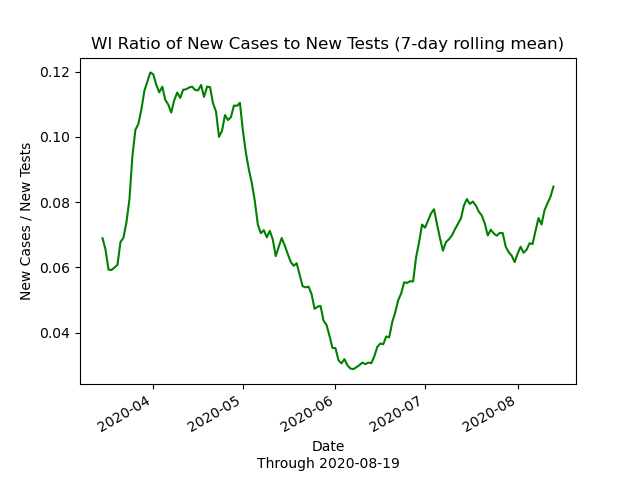 WI Ratio of New Cases to New Tests (7-day rolling mean)
0.12
0.10
0.08
0.06
0.04
New Cases / New Tests
2020-04
2020-05
2020-06
2020-07
2020-08
Date
Through 2020-08-19